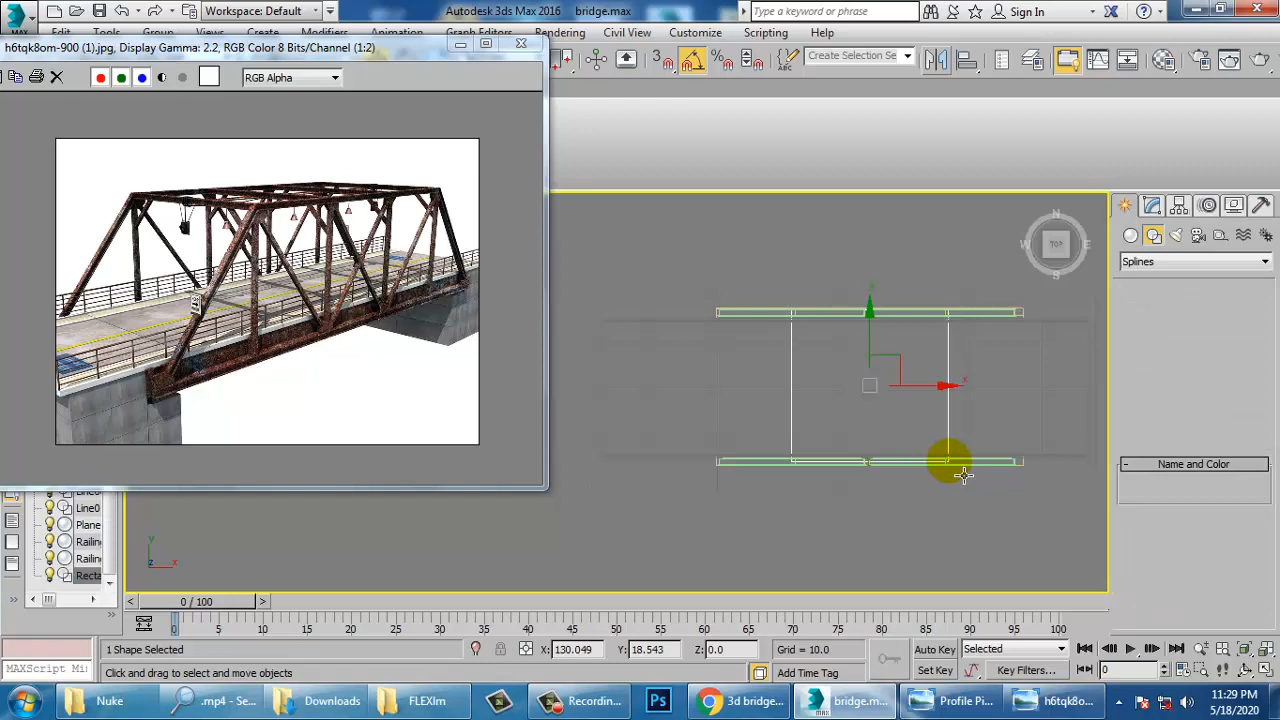 Workspace: Default
Autodesk 3ds Max 2016
bridge.max
Type a keyword or phrase
Sign In
Edit Tools Group Views Create Modifiers Animation Rendering Civil View Customize Scripting Help
h6tqk8om-900 (1).jpg, Display Gamma: 2.2, RGB Color 8 Bits/Channel (1:2)
RGB Alpha
3
%
Create Selection Se
N
W TOP E
S
Splines
Name and Color
y
x
x
y
z x
Line0
Plane
Railin
Railin
Recta
0 / 100
0 5 10 15 20 25 30 35 40 45 50 55 60 65 70 75 80 85 90 95 100
1 Shape Selected
X: 130.049
Y: 18.543
Z: 0.0
Grid = 10.0
Auto Key
Selected
MAXScript Mi
Click and drag to select and move objects
Add Time Tag
Set Key
Key Filters...
0
Nuke
.mp4 - Se...
Downloads
FLEXlm
Recordin...
Ps
3d bridge...
bridge.m...
Profile Pi...
h6tqk8o...
11:29 PM
5/18/2020